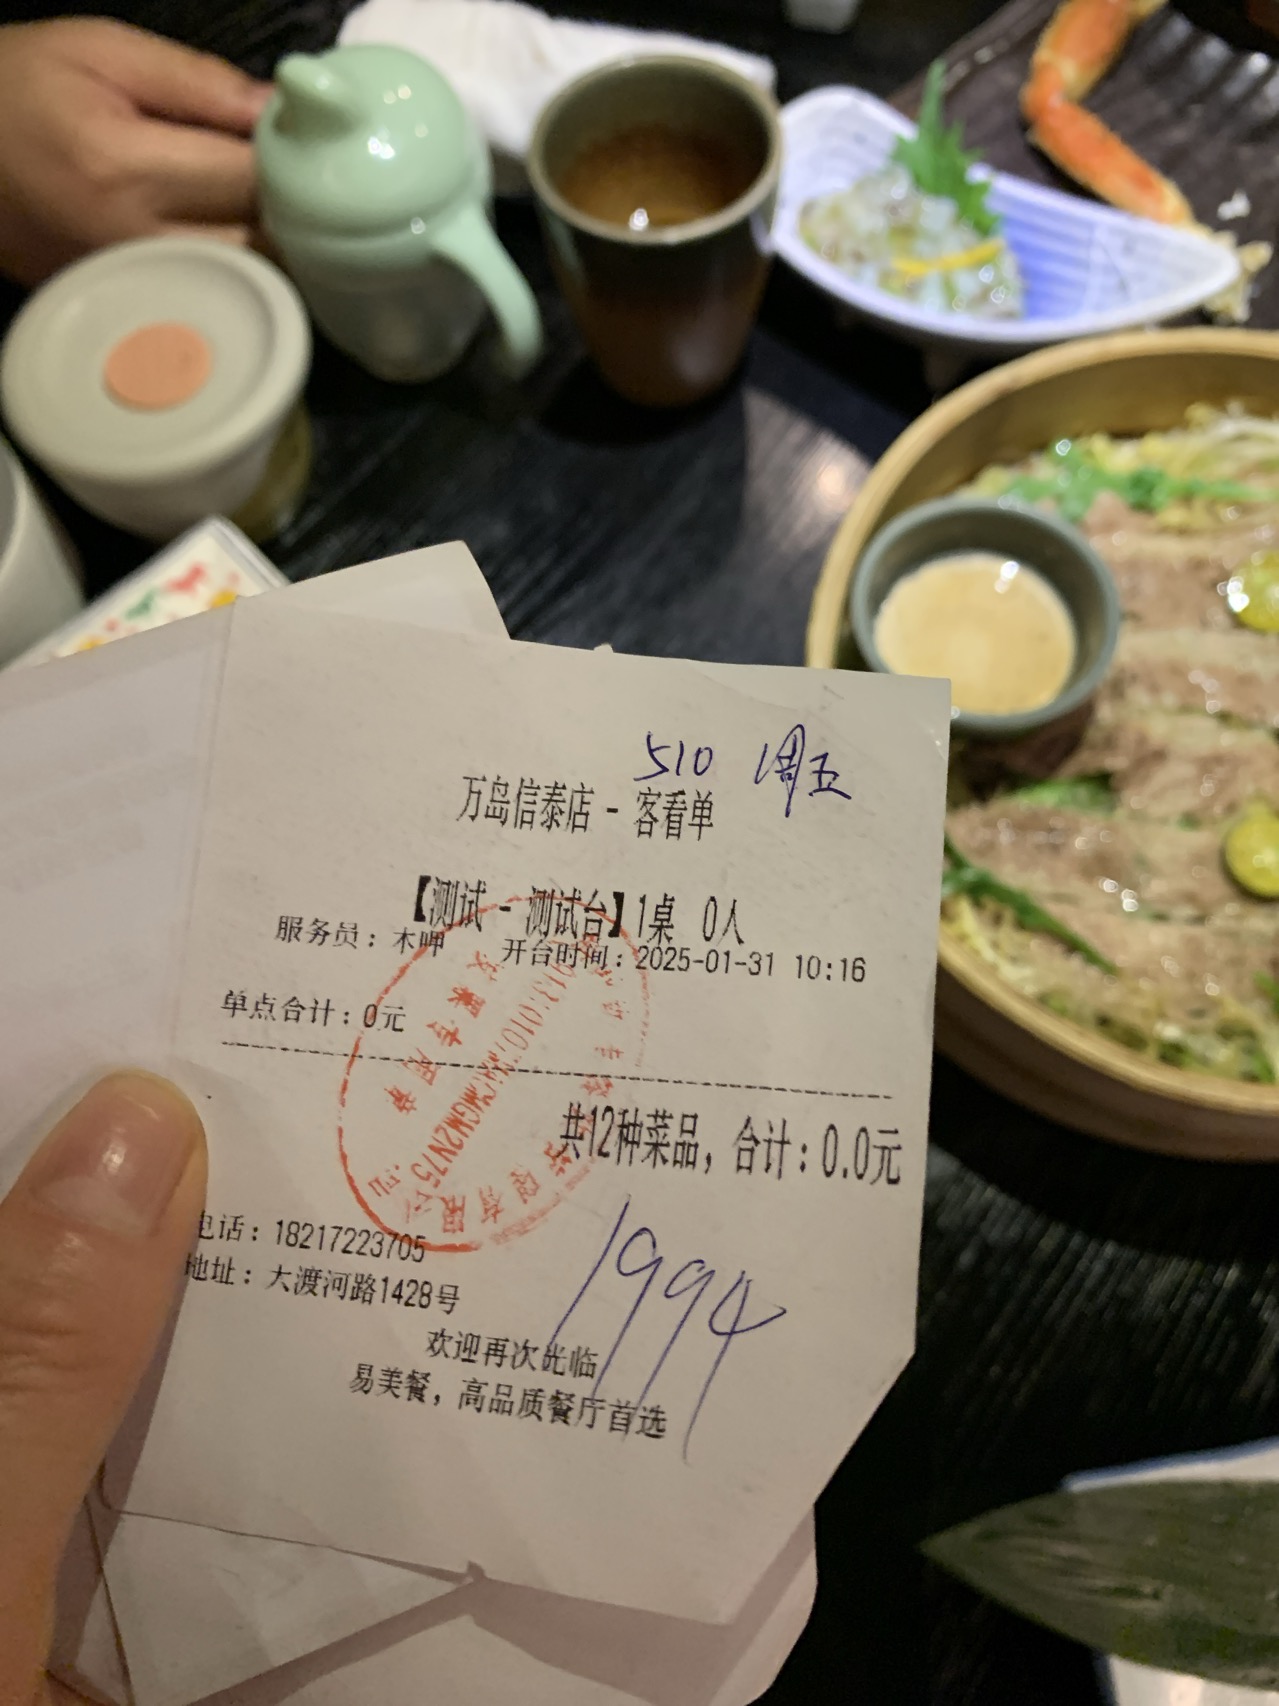 510 周五
万岛信泰店 - 客看单
【测试 - 测试台】1桌 0人
服务员：木呷 开台时间：2025-01-31 10:16
单点合计：0元
共12种菜品，合计：0.0元
电话：18217223705
地址：大渡河路1428号
1994
欢迎再次光临
易美餐，高品质餐厅首选